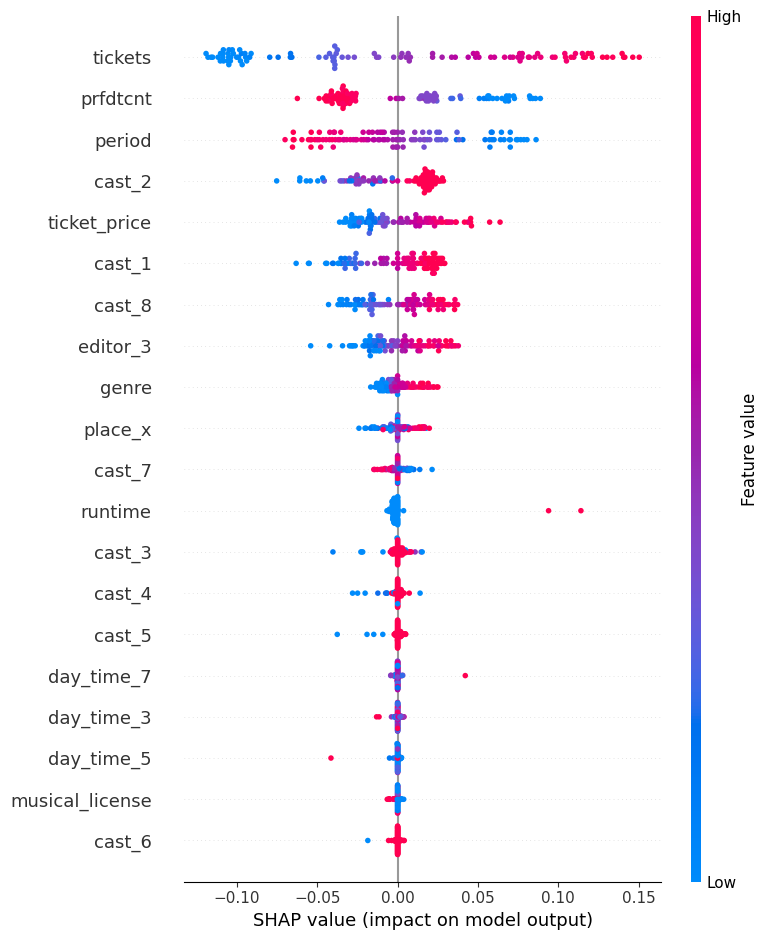 High
tickets
prfdtcnt
period
cast_2
ticket_price
cast_1
cast_8
editor_3
genre
place_x
cast_7
runtime
cast_3
cast_4
cast_5
day_time_7
day_time_3
day_time_5
musical_license
cast_6
Feature value
Low
−0.10 −0.05 0.00 0.05 0.10 0.15
SHAP value (impact on model output)